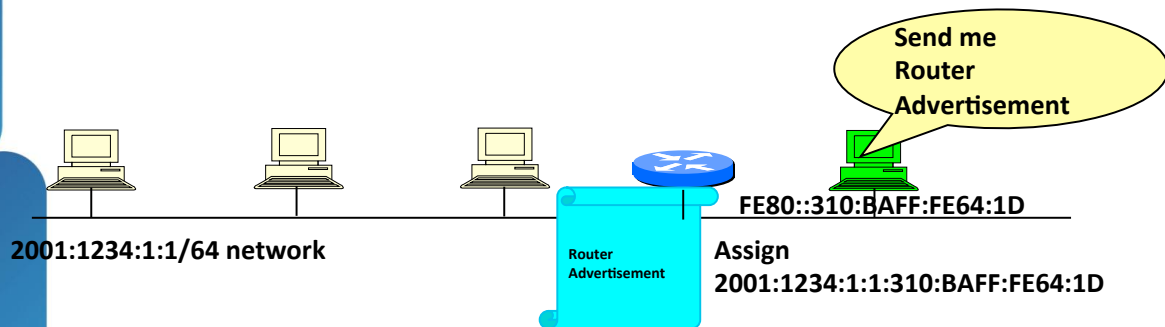 Send me
Router
Advertisement
FE80::310:BAFF:FE64:1D
2001:1234:1:1/64 network
Router
Advertisement
Assign
2001:1234:1:1:310:BAFF:FE64:1D